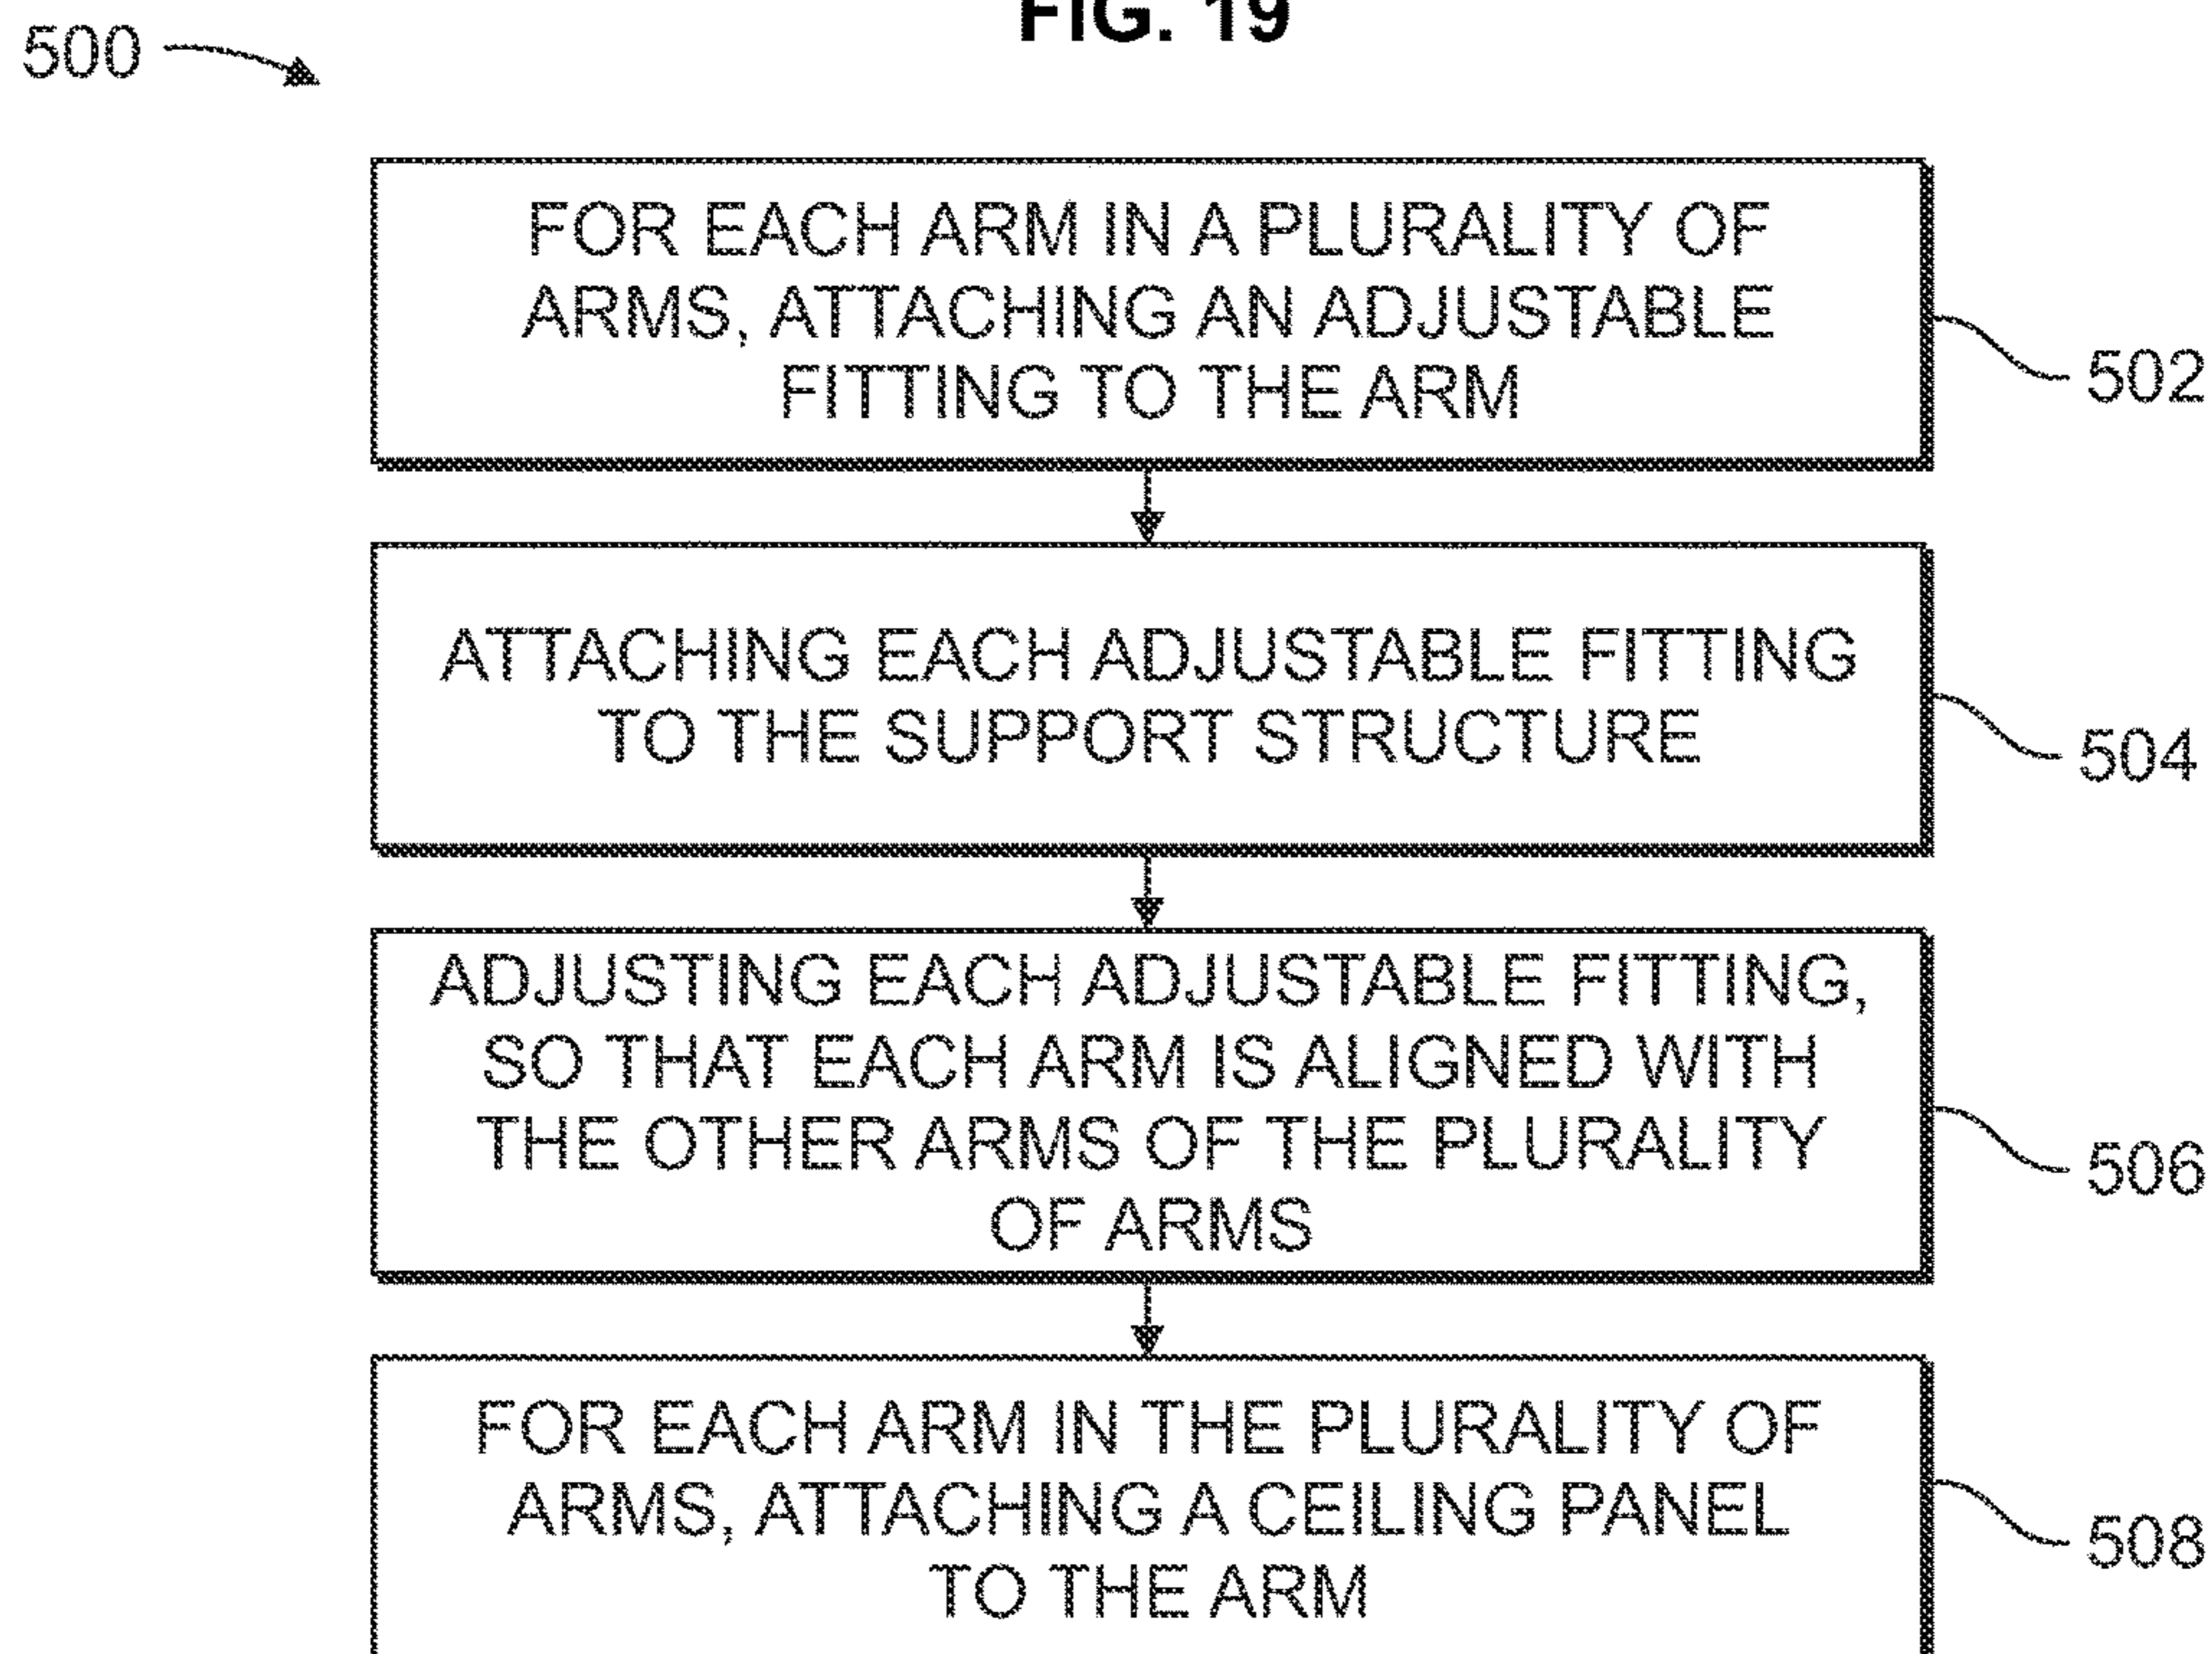 FIG. 19
500
FOR EACH ARM IN A PLURALITY OF
ARMS, ATTACHING AN ADJUSTABLE
FITTING TO THE ARM
502
ATTACHING EACH ADJUSTABLE FITTING
TO THE SUPPORT STRUCTURE
504
ADJUSTING EACH ADJUSTABLE FITTING,
SO THAT EACH ARM IS ALIGNED WITH
THE OTHER ARMS OF THE PLURALITY
OF ARMS
506
FOR EACH ARM IN THE PLURALITY OF
ARMS, ATTACHING A CEILING PANEL
TO THE ARM
508